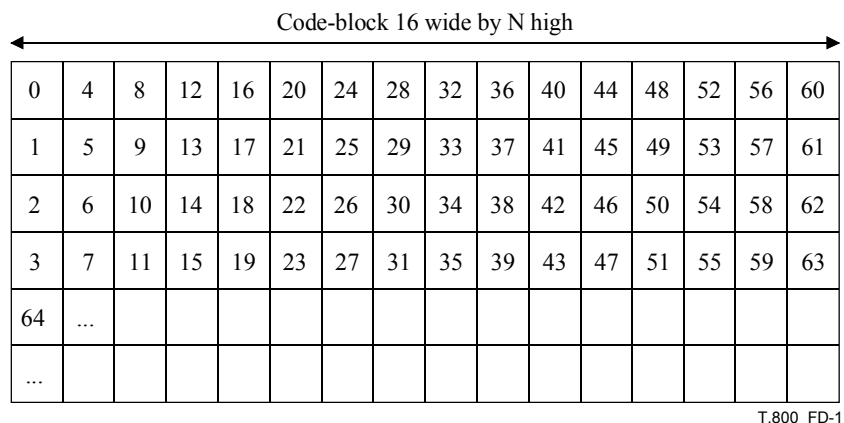 Code-block 16 wide by N high
0 4 8 12 16 20 24 28 32 36 40 44 48 52 56 60
1 5 9 13 17 21 25 29 33 37 41 45 49 53 57 61
2 6 10 14 18 22 26 30 34 38 42 46 50 54 58 62
3 7 11 15 19 23 27 31 35 39 43 47 51 55 59 63
64 ...
...
T.800_FD-1